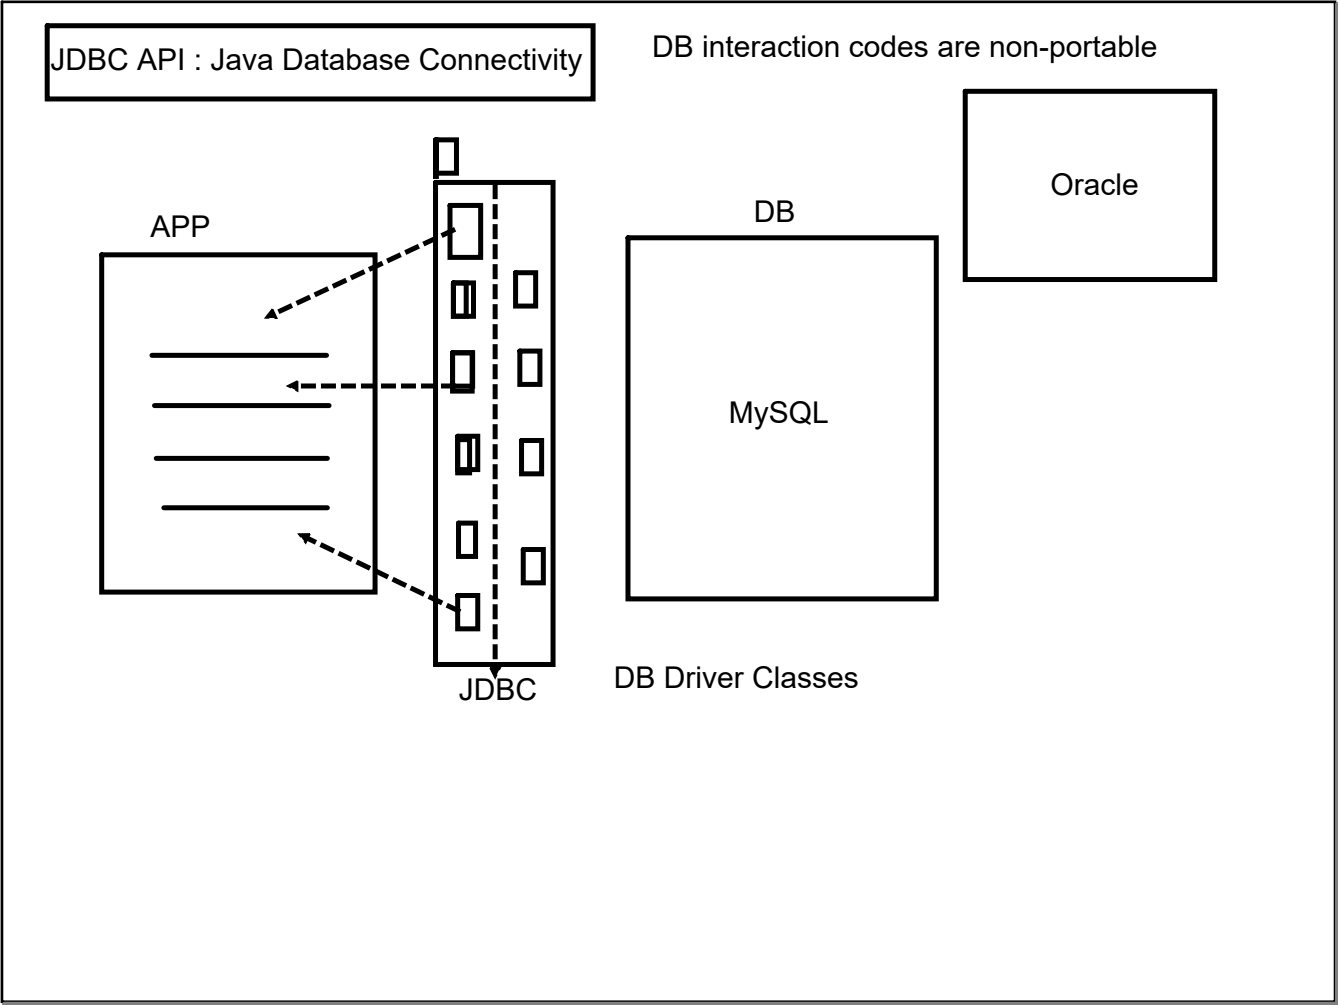 JDBC API : Java Database Connectivity
DB interaction codes are non-portable
Oracle
DB
APP
MySQL
DB Driver Classes
JDBC